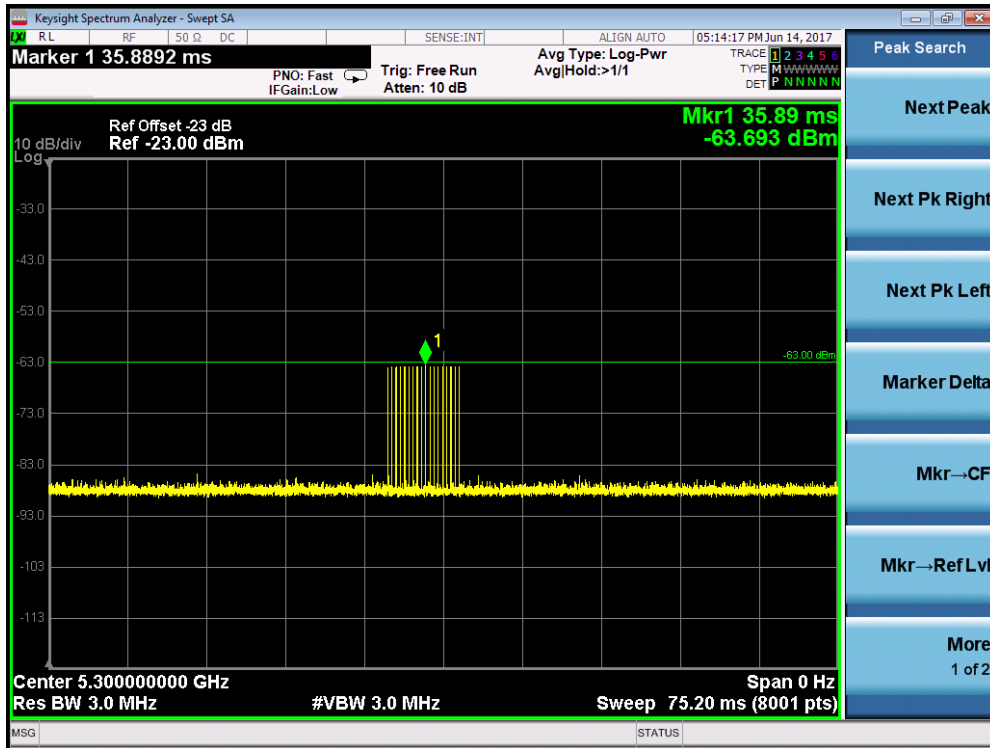 Keysight Spectrum Analyzer - Swept SA
LXI RL RF 50 Ω DC SENSE:INT ALIGN AUTO 05:14:17 PM Jun 14, 2017
Marker 1 35.8892 ms
PNO: Fast
IFGain:Low
Trig: Free Run
Atten: 10 dB
Avg Type: Log-Pwr
Avg|Hold:>1/1
TRACE 1 2 3 4 5 6
TYPE M WWWWW
DET P N N N N N
Peak Search
Next Peak
Next Pk Right
Next Pk Left
Marker Delta
Mkr→CF
Mkr→Ref Lvl
More
1 of 2
Mkr1 35.89 ms
-63.693 dBm
Ref Offset -23 dB
10 dB/div Ref -23.00 dBm
Log
-33.0
-43.0
-53.0
1
-63.0
-63.00 dBm
-73.0
-83.0
-93.0
-103
-113
Center 5.300000000 GHz Span 0 Hz
Res BW 3.0 MHz #VBW 3.0 MHz Sweep 75.20 ms (8001 pts)
MSG STATUS